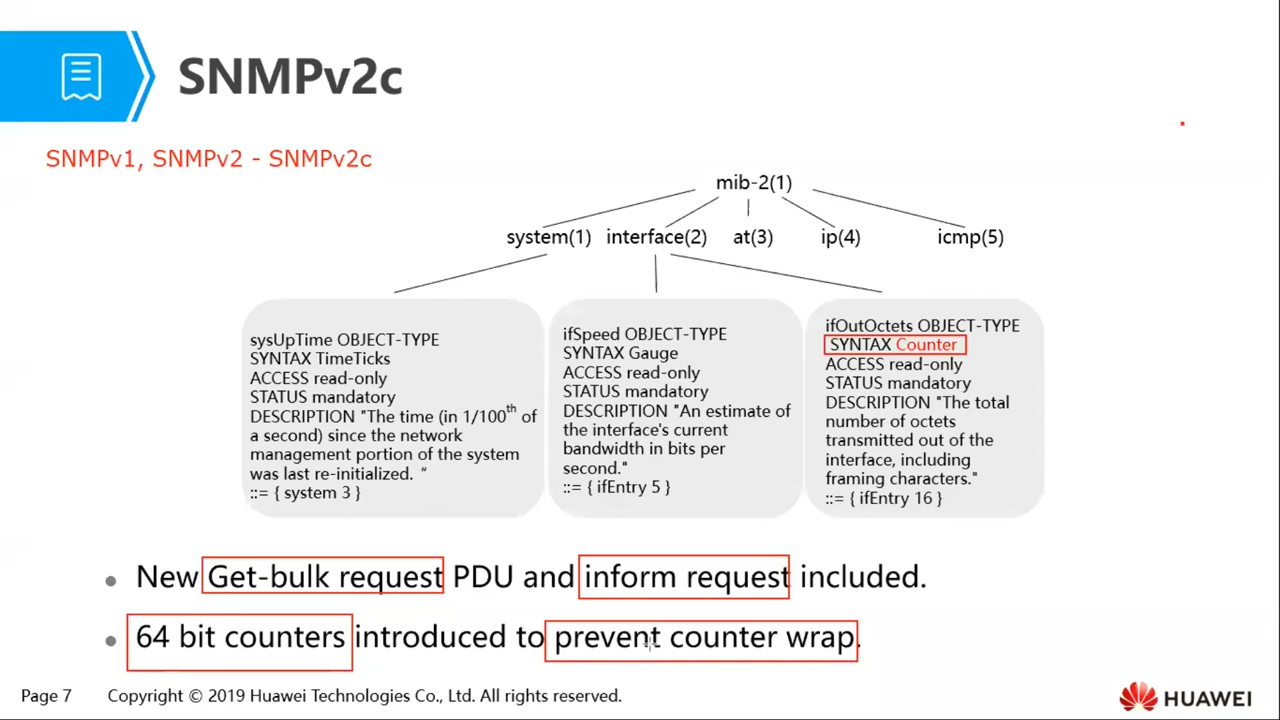 SNMPv2c
SNMPv1, SNMPv2 - SNMPv2c
mib-2(1)
system(1) interface(2) at(3) ip(4) icmp(5)
sysUpTime OBJECT-TYPE
SYNTAX TimeTicks
ACCESS read-only
STATUS mandatory
DESCRIPTION "The time (in 1/100th of
a second) since the network
management portion of the system
was last re-initialized. “
::= { system 3 }
ifSpeed OBJECT-TYPE
SYNTAX Gauge
ACCESS read-only
STATUS mandatory
DESCRIPTION "An estimate of
the interface's current
bandwidth in bits per
second."
::= { ifEntry 5 }
ifOutOctets OBJECT-TYPE
SYNTAX Counter
ACCESS read-only
STATUS mandatory
DESCRIPTION "The total
number of octets
transmitted out of the
interface, including
framing characters."
::= { ifEntry 16 }
New Get-bulk request PDU and inform request included.
64 bit counters introduced to prevent counter wrap.
Page 7 Copyright © 2019 Huawei Technologies Co., Ltd. All rights reserved.
HUAWEI